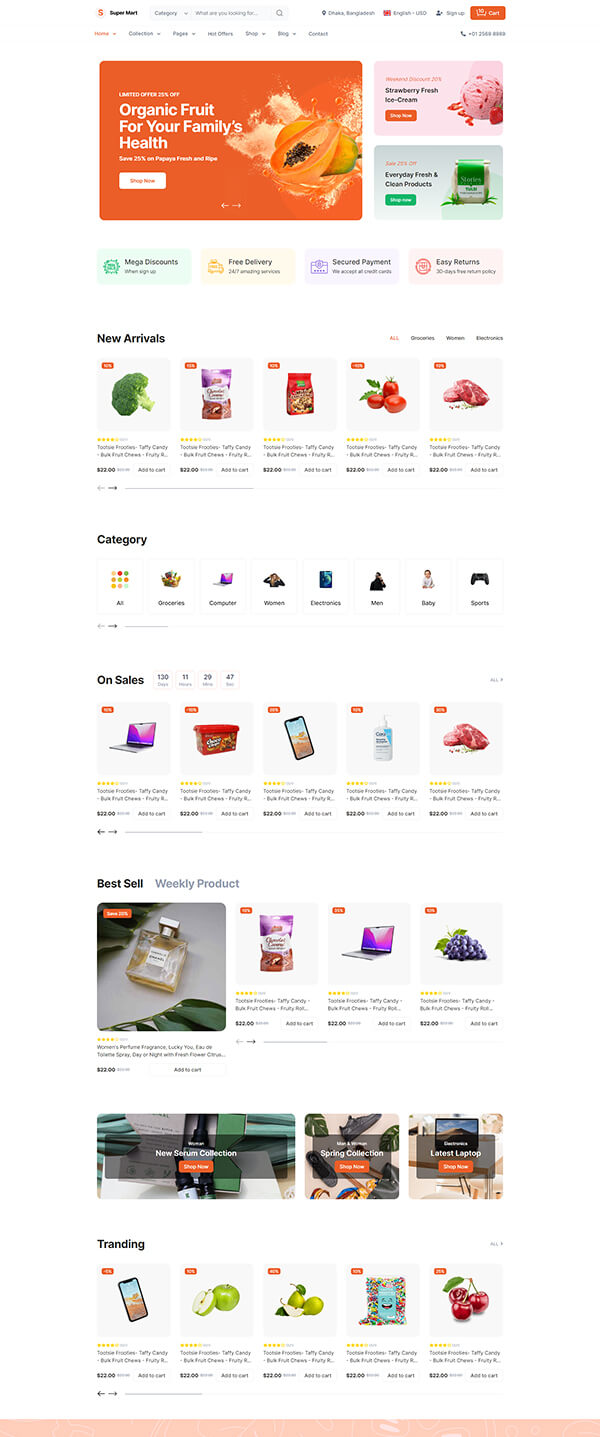 S Super Mart
Category
What are you looking for...
Dhaka, Bangladesh
English - USD
Sign up
Cart
Home
Collection
Pages
Hot Offers
Shop
Blog
Contact
+01 2568 8869
LIMITED OFFER 25% OFF
Organic Fruit
For Your Family's
Health
Save 25% on Papaya Fresh and Ripe
Shop Now
Weekend Discount 20%
Strawberry Fresh
Ice-Cream
Shop Now
Sale 25% Off
Everyday Fresh &
Clean Products
Shop now
Mega Discounts
When sign up
Free Delivery
24/7 amazing services
Secured Payment
We accept all credit cards
Easy Returns
30-days free return policy
New Arrivals
ALL
Groceries
Women
Electronics
10%
15%
10%
-10%
10%
Tootsie Frooties- Taffy Candy
- Bulk Fruit Chews - Fruity R...
$22.00
Add to cart
Tootsie Frooties- Taffy Candy
- Bulk Fruit Chews - Fruity R...
$22.00
Add to cart
Tootsie Frooties- Taffy Candy
- Bulk Fruit Chews - Fruity R...
$22.00
Add to cart
Tootsie Frooties- Taffy Candy
- Bulk Fruit Chews - Fruity R...
$22.00
Add to cart
Tootsie Frooties- Taffy Candy
- Bulk Fruit Chews - Fruity R...
$22.00
Add to cart
Category
All
Groceries
Computer
Women
Electronics
Men
Baby
Sports
On Sales
130 Days
11 Hours
29 Mins
47 Sec
ALL
10%
-10%
20%
10%
30%
Tootsie Frooties- Taffy Candy
- Bulk Fruit Chews - Fruity R...
$22.00
Add to cart
Tootsie Frooties- Taffy Candy
- Bulk Fruit Chews - Fruity R...
$22.00
Add to cart
Tootsie Frooties- Taffy Candy
- Bulk Fruit Chews - Fruity R...
$22.00
Add to cart
Tootsie Frooties- Taffy Candy
- Bulk Fruit Chews - Fruity R...
$22.00
Add to cart
Tootsie Frooties- Taffy Candy
- Bulk Fruit Chews - Fruity R...
$22.00
Add to cart
Best Sell
Weekly Product
Save 20%
Women's Perfume Fragrance, Lucky You, Eau de
Toilette Spray, Day or Night with Fresh Flower Citrus...
$22.00
Add to cart
10%
35%
10%
Tootsie Frooties- Taffy Candy -
Bulk Fruit Chews - Fruity Roll...
$22.00
Add to cart
Tootsie Frooties- Taffy Candy -
Bulk Fruit Chews - Fruity Roll...
$22.00
Add to cart
Tootsie Frooties- Taffy Candy -
Bulk Fruit Chews - Fruity Roll...
$22.00
Add to cart
Woman
New Serum Collection
Shop Now
Man & Woman
Spring Collection
Shop Now
Electronics
Latest Laptop
Shop Now
Tranding
ALL
-5%
10%
40%
10%
25%
Tootsie Frooties- Taffy Candy
- Bulk Fruit Chews - Fruity R...
$22.00
Add to cart
Tootsie Frooties- Taffy Candy
- Bulk Fruit Chews - Fruity R...
$22.00
Add to cart
Tootsie Frooties- Taffy Candy
- Bulk Fruit Chews - Fruity R...
$22.00
Add to cart
Tootsie Frooties- Taffy Candy
- Bulk Fruit Chews - Fruity R...
$22.00
Add to cart
Tootsie Frooties- Taffy Candy
- Bulk Fruit Chews - Fruity R...
$22.00
Add to cart